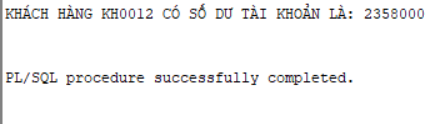 KHÁCH HÀNG KH0012 CÓ SỐ DƯ TÀI KHOẢN LÀ: 2358000
PL/SQL procedure successfully completed.